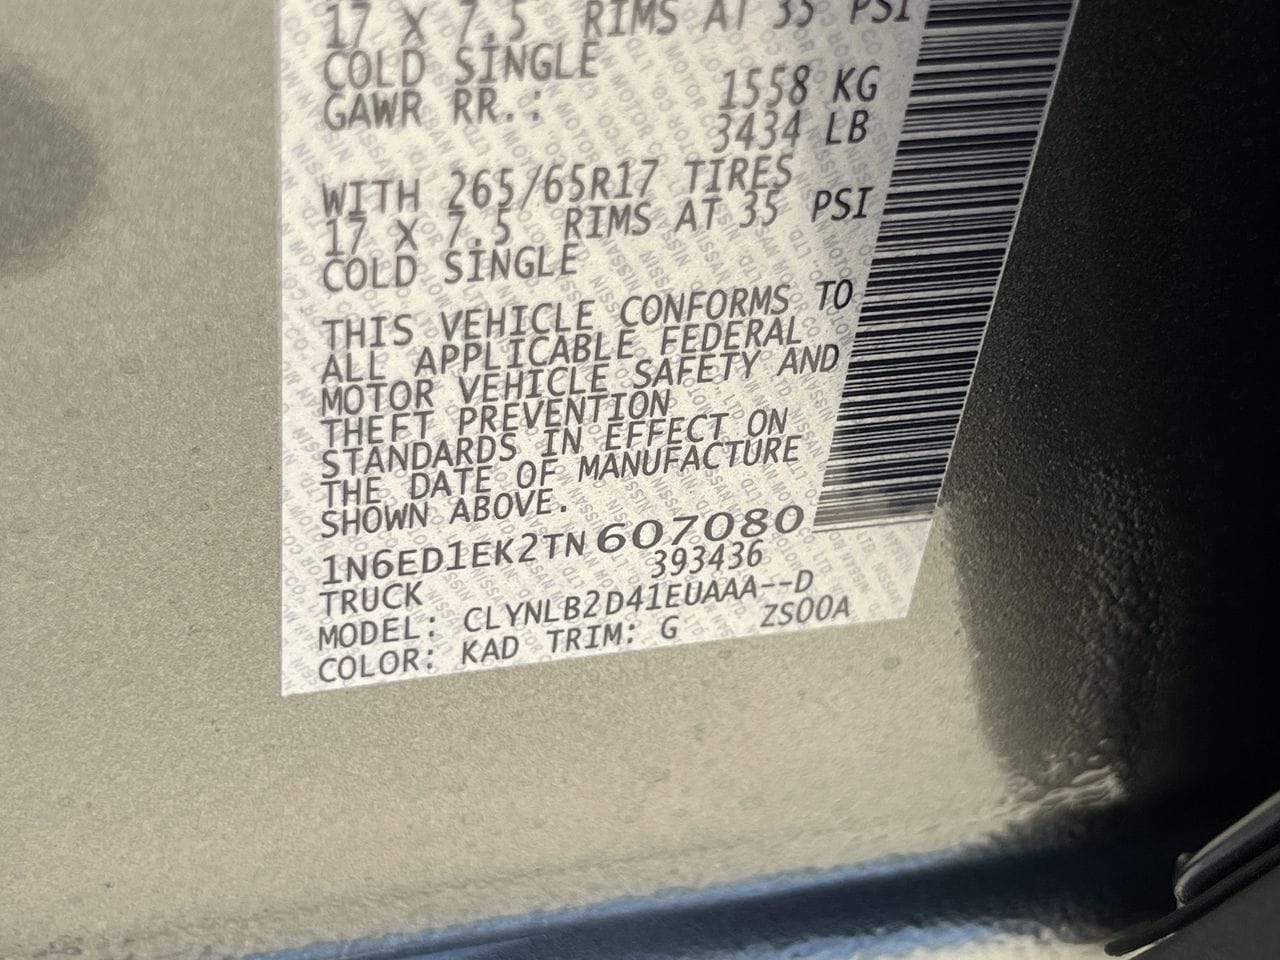 17 X 7.5 RIMS AT 35 PSI
COLD SINGLE
GAWR RR.: 1558 KG
3434 LB
WITH 265/65R17 TIRES
17 X 7.5 RIMS AT 35 PSI
COLD SINGLE
THIS VEHICLE CONFORMS TO
ALL APPLICABLE FEDERAL
MOTOR VEHICLE SAFETY AND
THEFT PREVENTION
STANDARDS IN EFFECT ON
THE DATE OF MANUFACTURE
SHOWN ABOVE.
1N6ED1EK2TN607080
TRUCK 393436
MODEL: CLYNLB2D41EUAAA--D
COLOR: KAD TRIM: G ZS00A